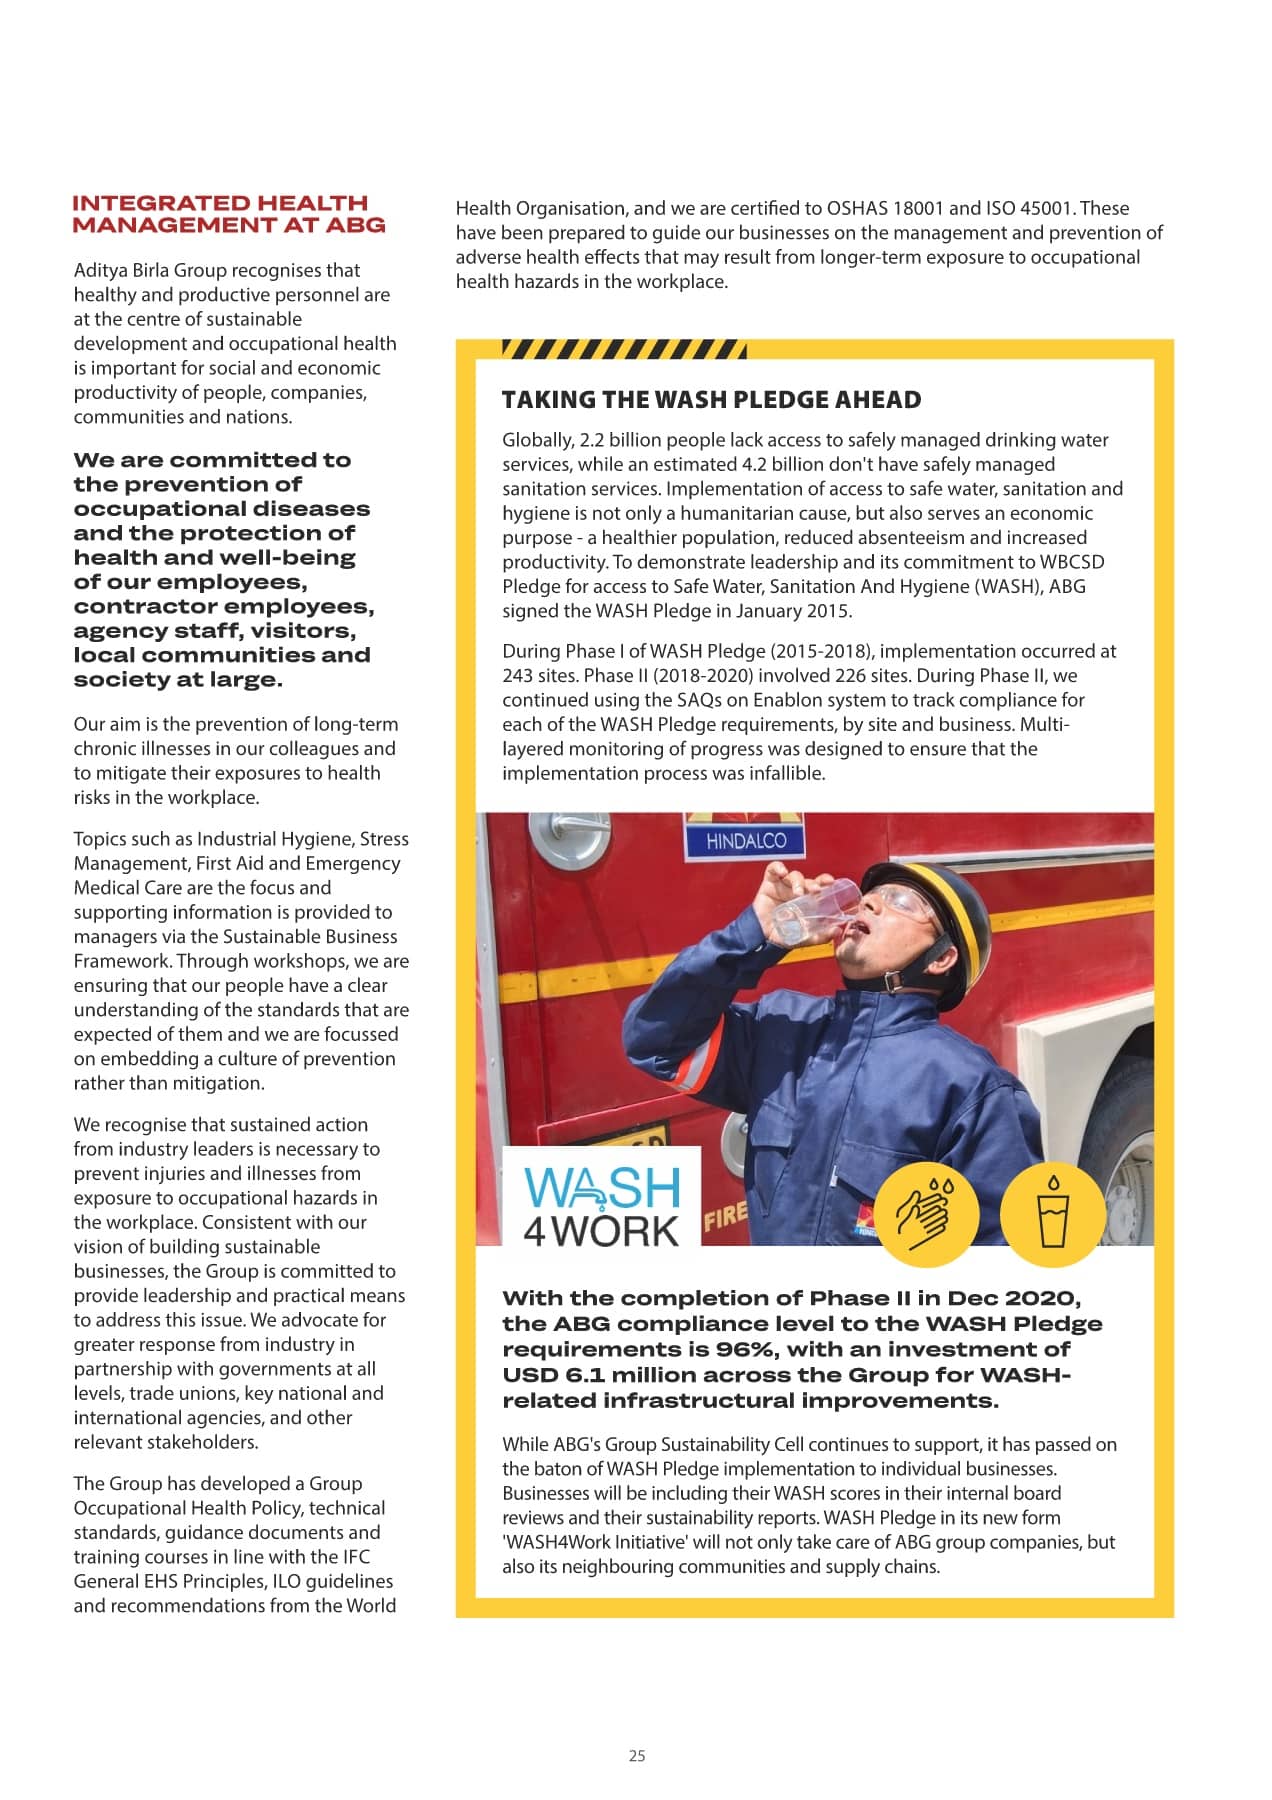 INTEGRATED HEALTH
MANAGEMENT AT ABG
Aditya Birla Group recognises that
healthy and productive personnel are
at the centre of sustainable
development and occupational health
is important for social and economic
productivity of people, companies,
communities and nations.
We are committed to
the prevention of
occupational diseases
and the protection of
health and well-being
of our employees,
contractor employees,
agency staff, visitors,
local communities and
society at large.
Our aim is the prevention of long-term
chronic illnesses in our colleagues and
to mitigate their exposures to health
risks in the workplace.
Topics such as Industrial Hygiene, Stress
Management, First Aid and Emergency
Medical Care are the focus and
supporting information is provided to
managers via the Sustainable Business
Framework. Through workshops, we are
ensuring that our people have a clear
understanding of the standards that are
expected of them and we are focussed
on embedding a culture of prevention
rather than mitigation.
We recognise that sustained action
from industry leaders is necessary to
prevent injuries and illnesses from
exposure to occupational hazards in
the workplace. Consistent with our
vision of building sustainable
businesses, the Group is committed to
provide leadership and practical means
to address this issue. We advocate for
greater response from industry in
partnership with governments at all
levels, trade unions, key national and
international agencies, and other
relevant stakeholders.
The Group has developed a Group
Occupational Health Policy, technical
standards, guidance documents and
training courses in line with the IFC
General EHS Principles, ILO guidelines
and recommendations from the World
Health Organisation, and we are certified to OSHAS 18001 and ISO 45001. These
have been prepared to guide our businesses on the management and prevention of
adverse health effects that may result from longer-term exposure to occupational
health hazards in the workplace.
TAKING THE WASH PLEDGE AHEAD
Globally, 2.2 billion people lack access to safely managed drinking water
services, while an estimated 4.2 billion don't have safely managed
sanitation services. Implementation of access to safe water, sanitation and
hygiene is not only a humanitarian cause, but also serves an economic
purpose - a healthier population, reduced absenteeism and increased
productivity. To demonstrate leadership and its commitment to WBCSD
Pledge for access to Safe Water, Sanitation And Hygiene (WASH), ABG
signed the WASH Pledge in January 2015.
During Phase I of WASH Pledge (2015-2018), implementation occurred at
243 sites. Phase II (2018-2020) involved 226 sites. During Phase II, we
continued using the SAQs on Enablon system to track compliance for
each of the WASH Pledge requirements, by site and business. Multi-
layered monitoring of progress was designed to ensure that the
implementation process was infallible.
HINDALCO
WASH
4WORK
FIRE
With the completion of Phase II in Dec 2020,
the ABG compliance level to the WASH Pledge
requirements is 96%, with an investment of
USD 6.1 million across the Group for WASH-
related infrastructural improvements.
While ABG's Group Sustainability Cell continues to support, it has passed on
the baton of WASH Pledge implementation to individual businesses.
Businesses will be including their WASH scores in their internal board
reviews and their sustainability reports. WASH Pledge in its new form
'WASH4Work Initiative' will not only take care of ABG group companies, but
also its neighbouring communities and supply chains.
25